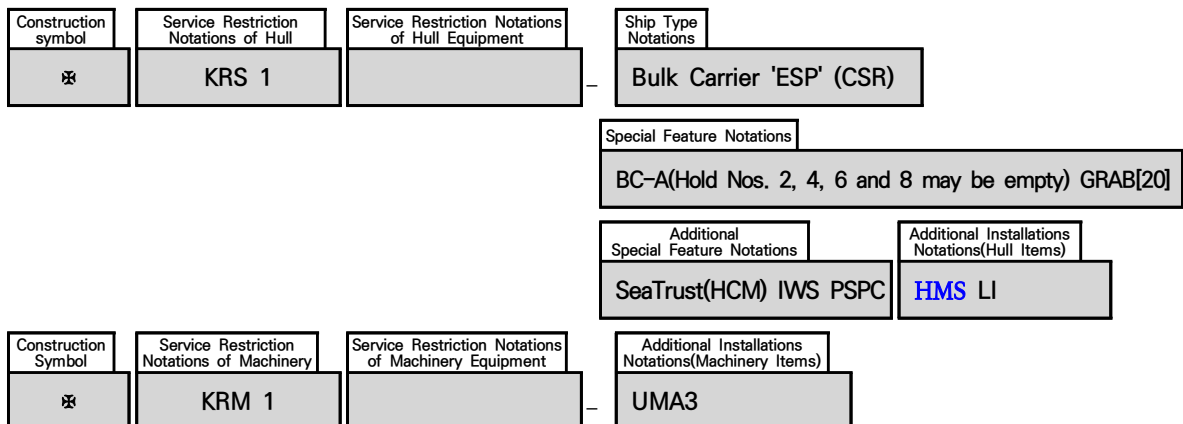 Construction symbol
Service Restriction Notations of Hull
Service Restriction Notations of Hull Equipment
Ship Type Notations
✠ KRS 1 – Bulk Carrier 'ESP' (CSR)
Special Feature Notations
BC-A(Hold Nos. 2, 4, 6 and 8 may be empty) GRAB[20]
Additional Special Feature Notations
Additional Installations Notations(Hull Items)
SeaTrust(HCM) IWS PSPC
HMS LI
Construction Symbol
Service Restriction Notations of Machinery
Service Restriction Notations of Machinery Equipment
Additional Installations Notations(Machinery Items)
✠ KRM 1 – UMA3